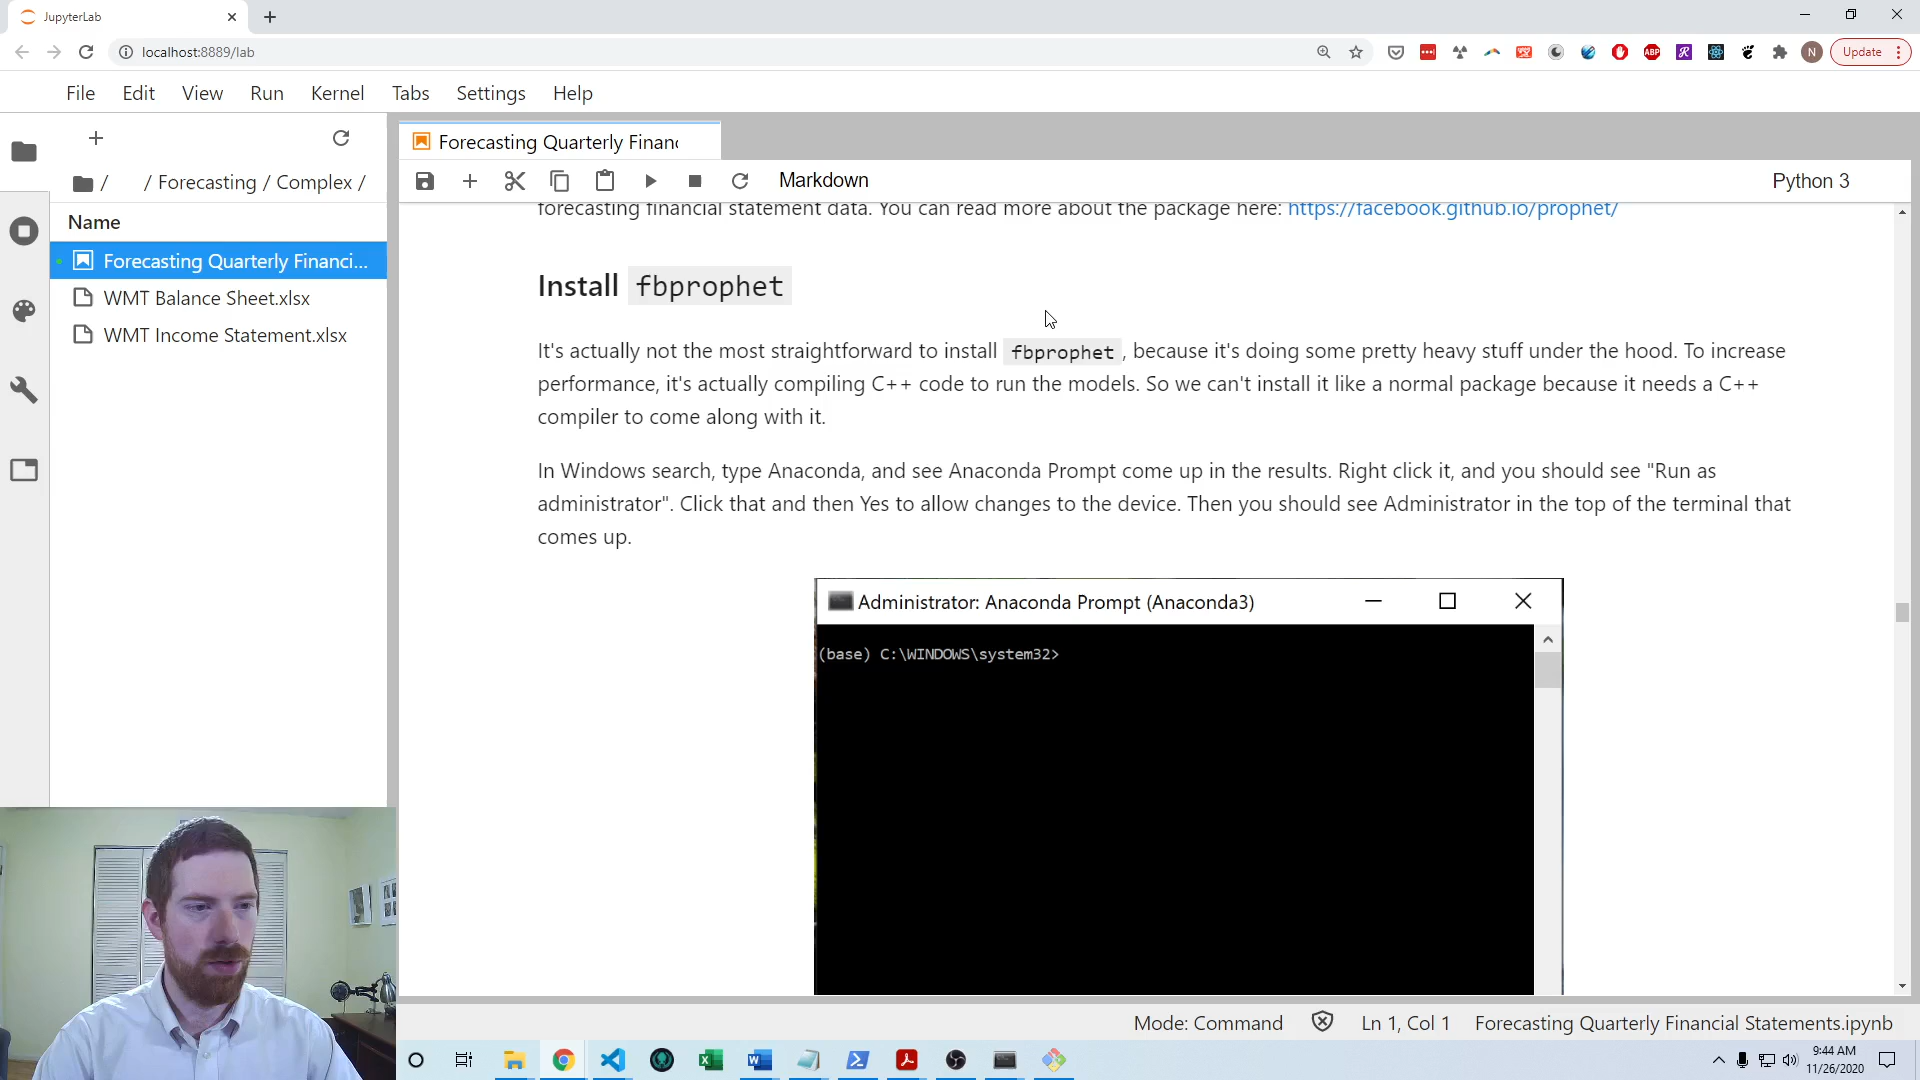 JupyterLab
localhost:8889/lab
N
Update
File Edit View Run Kernel Tabs Settings Help
Forecasting Quarterly Financ
/ / Forecasting / Complex /
Markdown
Python 3
Name
Forecasting Quarterly Financi...
WMT Balance Sheet.xlsx
WMT Income Statement.xlsx
forecasting financial statement data. You can read more about the package here: https://facebook.github.io/prophet/
Install fbprophet
It's actually not the most straightforward to install fbprophet, because it's doing some pretty heavy stuff under the hood. To increase
performance, it's actually compiling C++ code to run the models. So we can't install it like a normal package because it needs a C++
compiler to come along with it.
In Windows search, type Anaconda, and see Anaconda Prompt come up in the results. Right click it, and you should see "Run as
administrator". Click that and then Yes to allow changes to the device. Then you should see Administrator in the top of the terminal that
comes up.
Administrator: Anaconda Prompt (Anaconda3)
(base) C:\WINDOWS\system32>
Mode: Command
Ln 1, Col 1
Forecasting Quarterly Financial Statements.ipynb
9:44 AM
11/26/2020